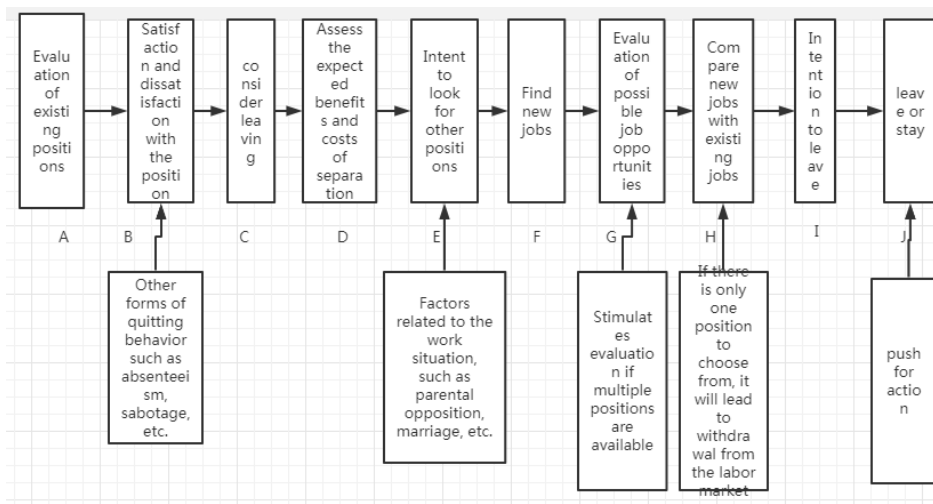 Evalu
ation
of
existi
ng
positi
ons
Satisf
actio
n and
dissat
isfactio
n with
the
positi
on
co
nsi
der
lea
vin
g
Assess
the
expect
ed
benefit
s and
costs of
separa
tion
Intent
to
look
for
other
positi
ons
Find
new
jobs
Evalu
ation
of
possi
ble
job
oppo
rtunit
ies
Com
pare
new
jobs
with
existi
ng
jobs
In
te
nt
io
n
to
le
av
e
leav
e or
stay
A
B
C
D
E
F
G
H
I
J
Other
forms of
quitting
behavior
such as
absenteei
sm,
sabotage,
etc.
Factors
related to the
work
situation,
such as
parental
opposition,
marriage, etc.
Stimulat
es
evaluatio
n if
multiple
positions
are
available
If there
is only
one
position
to
choose
from, it
will lead
to
withdra
wal from
the labor
market
push
for
actio
n